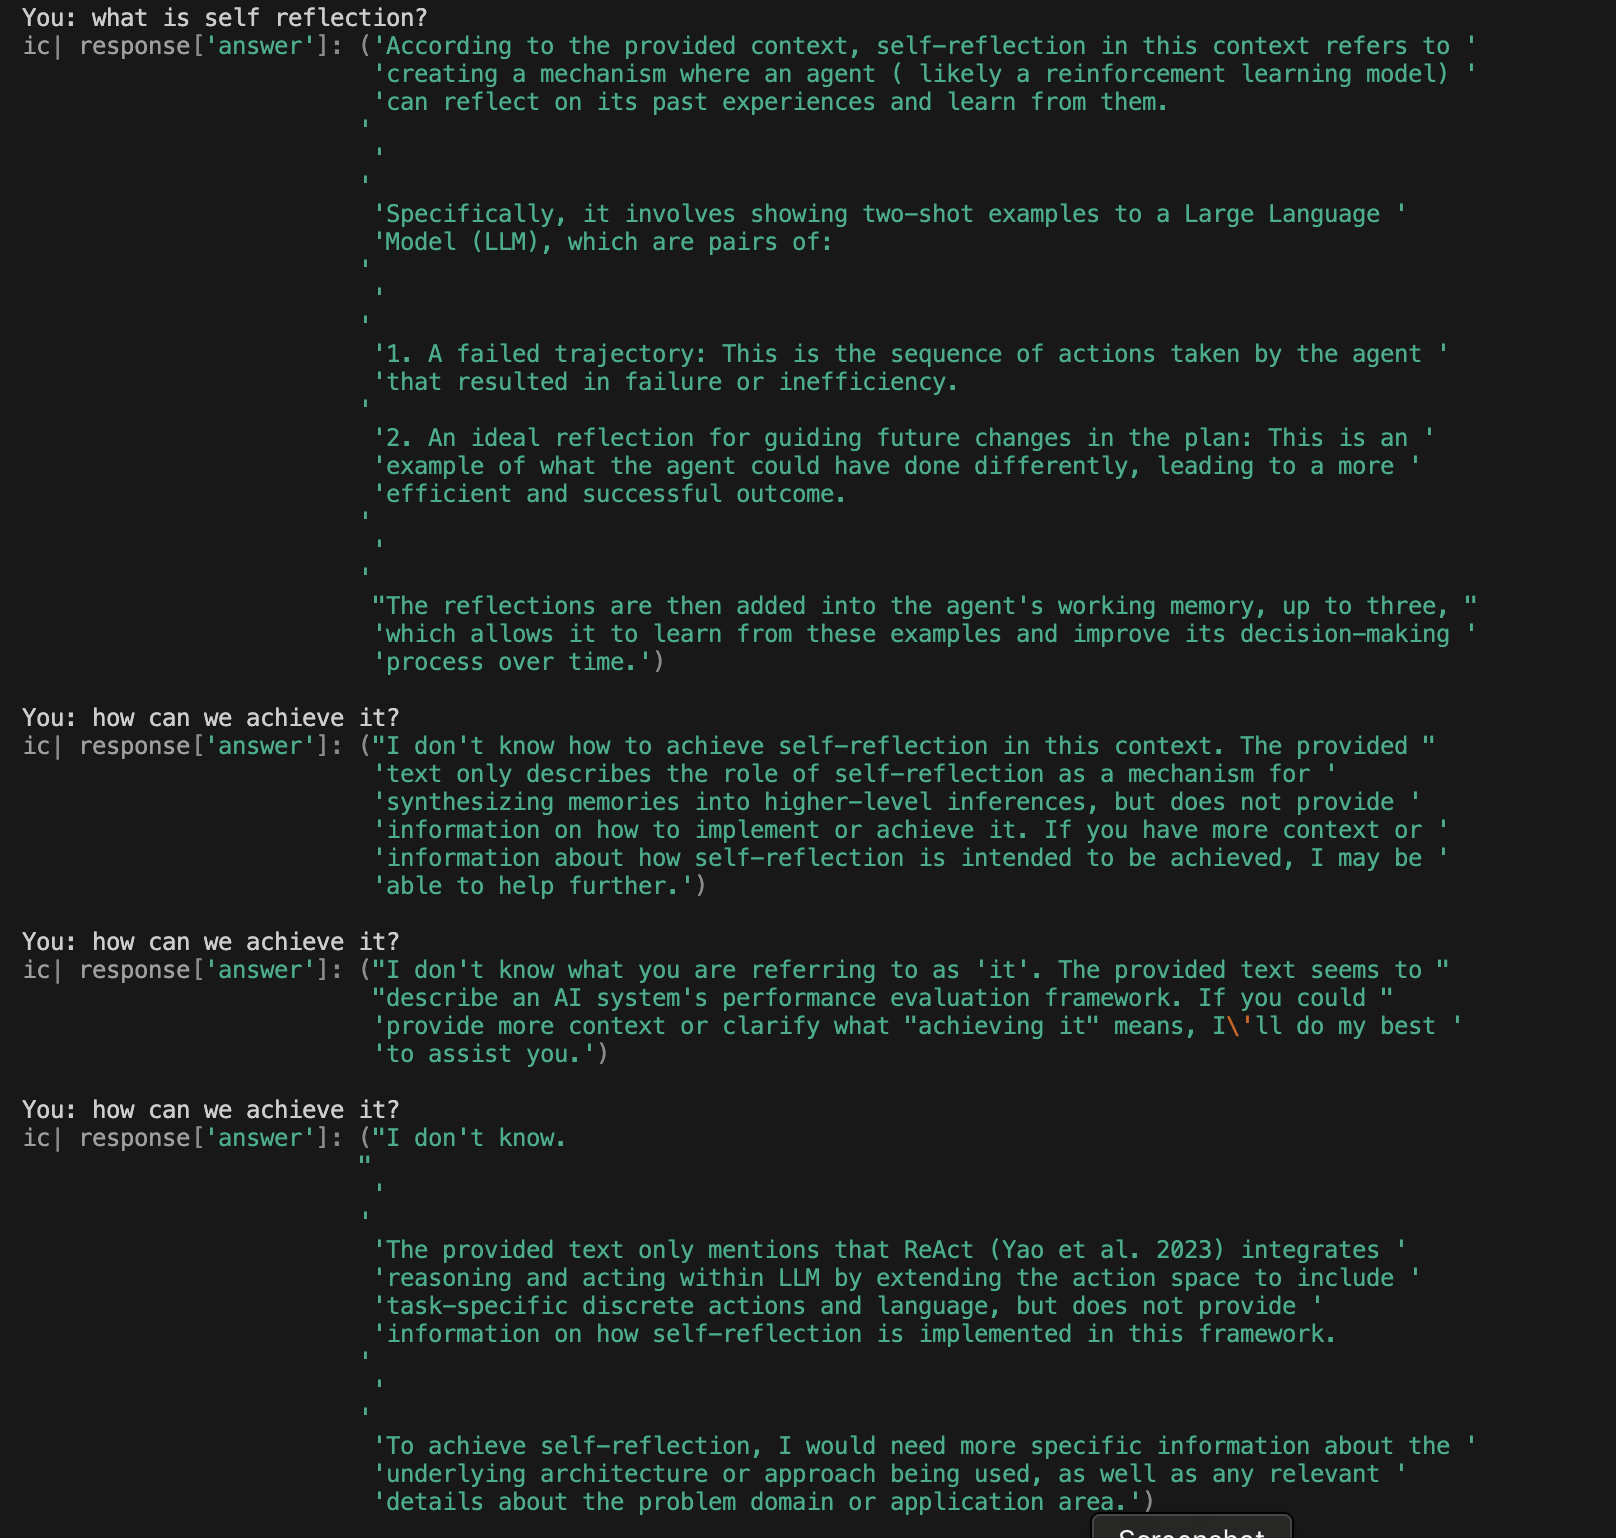 You: what is self reflection?
ic| response['answer']: ('According to the provided context, self-reflection in this context refers to '
'creating a mechanism where an agent ( likely a reinforcement learning model) '
'can reflect on its past experiences and learn from them.
'
'
'
'Specifically, it involves showing two-shot examples to a Large Language '
'Model (LLM), which are pairs of:
'
'
'
'1. A failed trajectory: This is the sequence of actions taken by the agent '
'that resulted in failure or inefficiency.
'
'2. An ideal reflection for guiding future changes in the plan: This is an '
'example of what the agent could have done differently, leading to a more '
'efficient and successful outcome.
'
'
'
"The reflections are then added into the agent's working memory, up to three, "
'which allows it to learn from these examples and improve its decision-making '
'process over time.')
You: how can we achieve it?
ic| response['answer']: ("I don't know how to achieve self-reflection in this context. The provided "
'text only describes the role of self-reflection as a mechanism for '
'synthesizing memories into higher-level inferences, but does not provide '
'information on how to implement or achieve it. If you have more context or '
'information about how self-reflection is intended to be achieved, I may be '
'able to help further.')
You: how can we achieve it?
ic| response['answer']: ("I don't know what you are referring to as 'it'. The provided text seems to "
"describe an AI system's performance evaluation framework. If you could "
'provide more context or clarify what "achieving it" means, I\'ll do my best '
'to assist you.')
You: how can we achieve it?
ic| response['answer']: ("I don't know.
"
'
'
'The provided text only mentions that ReAct (Yao et al. 2023) integrates '
'reasoning and acting within LLM by extending the action space to include '
'task-specific discrete actions and language, but does not provide '
'information on how self-reflection is implemented in this framework.
'
'
'
'To achieve self-reflection, I would need more specific information about the '
'underlying architecture or approach being used, as well as any relevant '
'details about the problem domain or application area.')
Screenshot